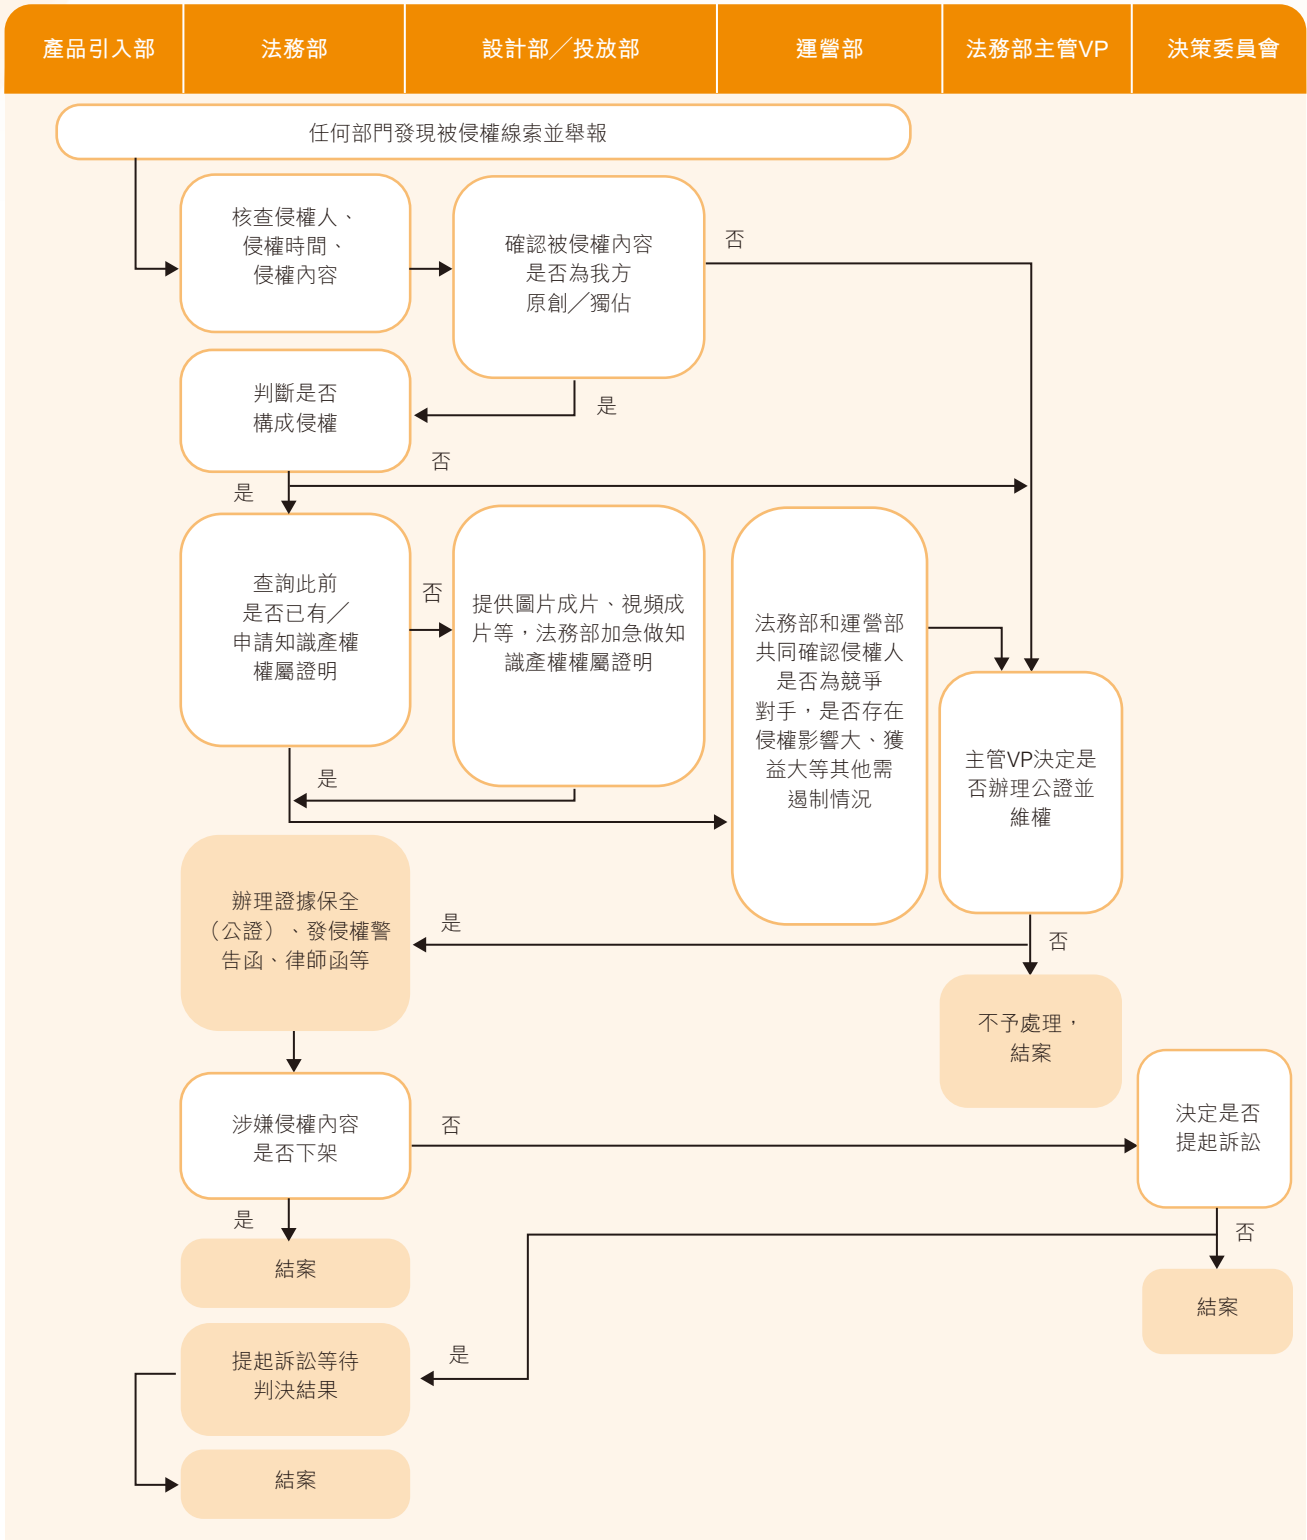 產品引入部
法務部
設計部／投放部
運營部
法務部主管VP
決策委員會
任何部門發現被侵權線索並舉報
核查侵權人、
侵權時間、
侵權內容
確認被侵權內容
是否為我方
原創／獨佔
否
判斷是否
構成侵權
是
否
是
查詢此前
是否已有／
申請知識產權
權屬證明
否
提供圖片成片、視頻成
片等，法務部加急做知
識產權權屬證明
法務部和運營部
共同確認侵權人
是否為競爭
對手，是否存在
侵權影響大、獲
益大等其他需
遏制情況
主管VP決定是
否辦理公證並
維權
是
辦理證據保全
（公證）、發侵權警
告函、律師函等
是
否
不予處理，
結案
涉嫌侵權內容
是否下架
否
決定是否
提起訴訟
是
否
結案
結案
提起訴訟等待
判決結果
是
結案